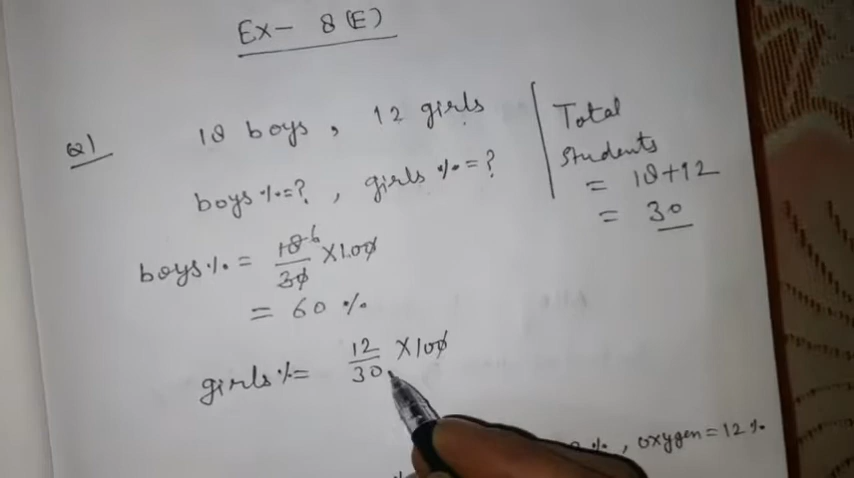 Ex- 8(E)
Q1) 18 boys, 12 girls
boys % = ?, girls % = ?
Total
students
= 18+12
= 30
boys % = 18 6/30 × 100
= 60 %
girls % = 12/30 × 100
%, oxygen = 12 %